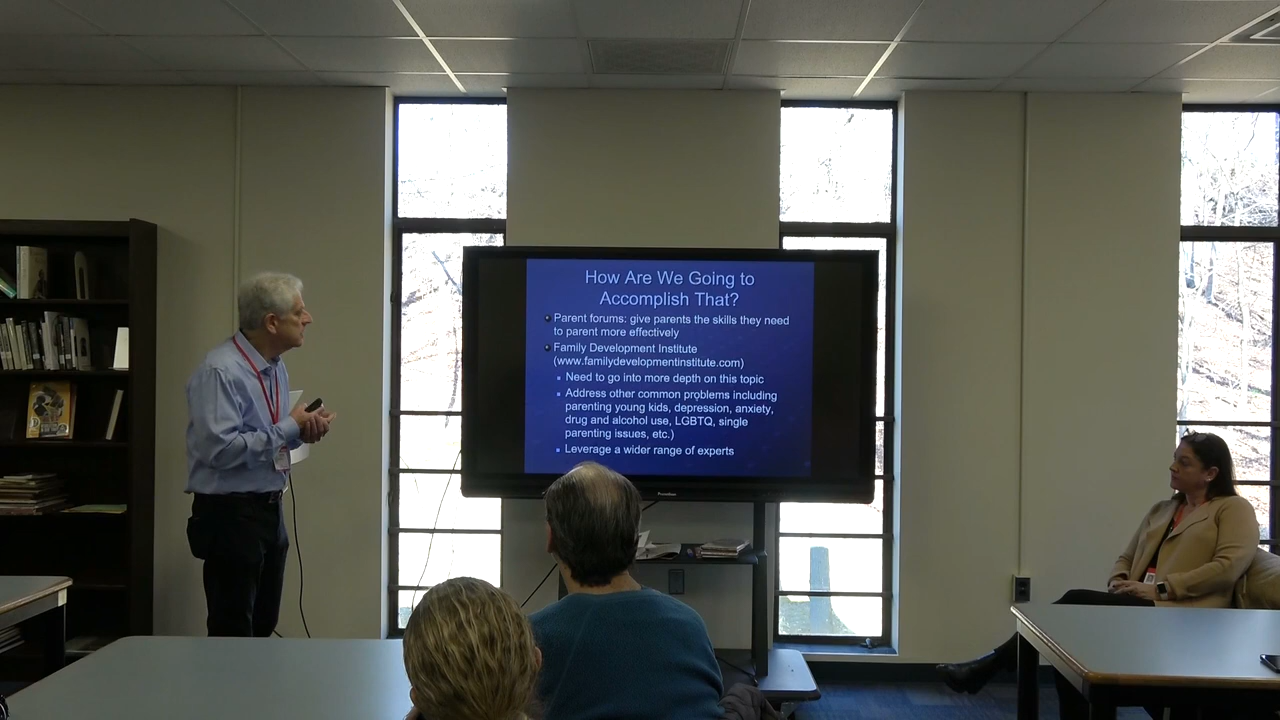 How Are We Going to
Accomplish That?
Parent forums: give parents the skills they need
to parent more effectively
Family Development Institute
(www.familydevelopmentinstitute.com)
Need to go into more depth on this topic
Address other common problems including
parenting young kids, depression, anxiety,
drug and alcohol use, LGBTQ, single
parenting issues, etc.)
Leverage a wider range of experts
Promethean